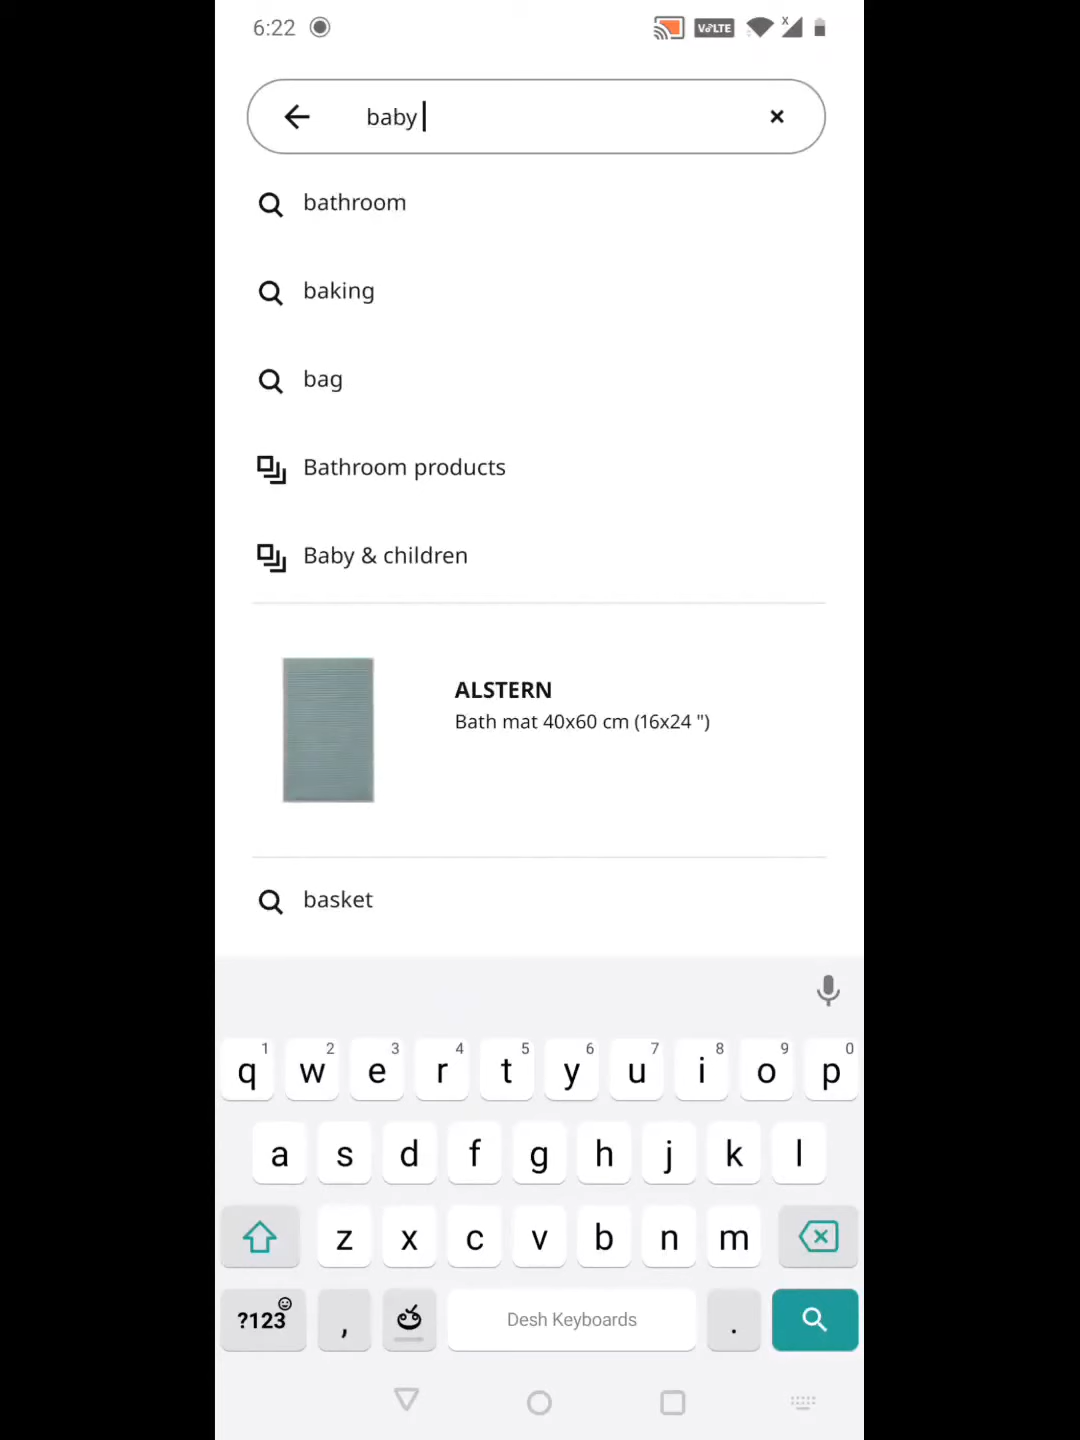 6:22 VoLTE X
baby
bathroom
baking
bag
Bathroom products
Baby & children
ALSTERN
Bath mat 40x60 cm (16x24 ")
basket
1 2 3 4 5 6 7 8 9 0
q w e r t y u i o p
a s d f g h j k l
z x c v b n m
?123 , త Desh Keyboards .